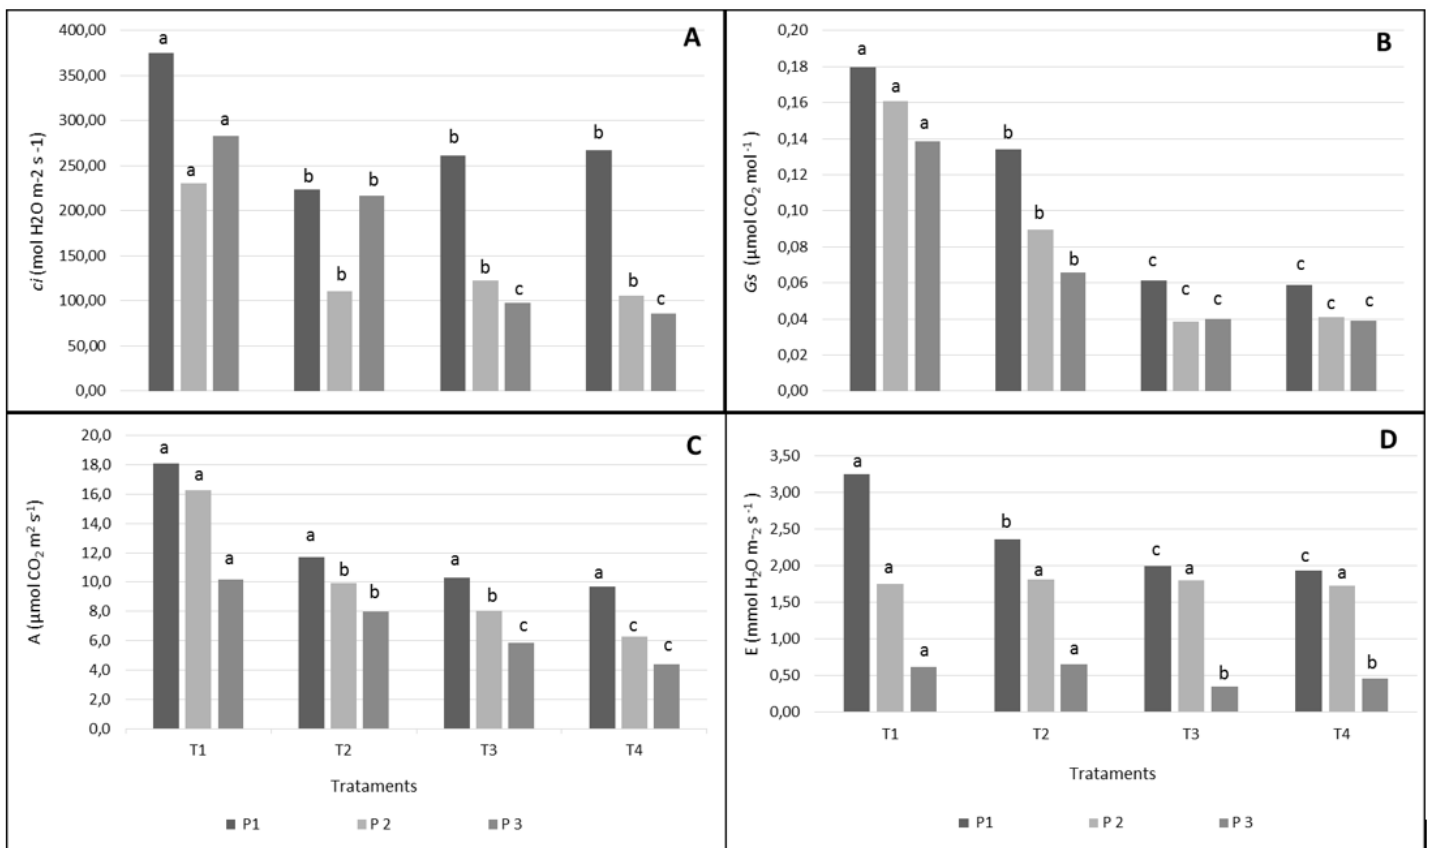 A
400,00
350,00
300,00
250,00
200,00
150,00
100,00
50,00
0,00
ci (mol H2O m-2 s -1)
a a a
b b b
b b c
b b c
B
0,20
0,18
0,16
0,14
0,12
0,10
0,08
0,06
0,04
0,02
0,00
Gs (µmol CO2 mol-1)
a a a
b b b
c c c
c c c
C
20,0
18,0
16,0
14,0
12,0
10,0
8,0
6,0
4,0
2,0
0,0
A (µmol CO2 m2 s-1)
a a a
a b b
a b c
a c c
T1 T2 T3 T4
Trataments
P1 P 2 P 3
D
3,50
3,00
2,50
2,00
1,50
1,00
0,50
0,00
E (mmol H2O m-2 s-1)
a a a
b a a
c a b
c a b
T1 T2 T3 T4
Trataments
P1 P 2 P 3